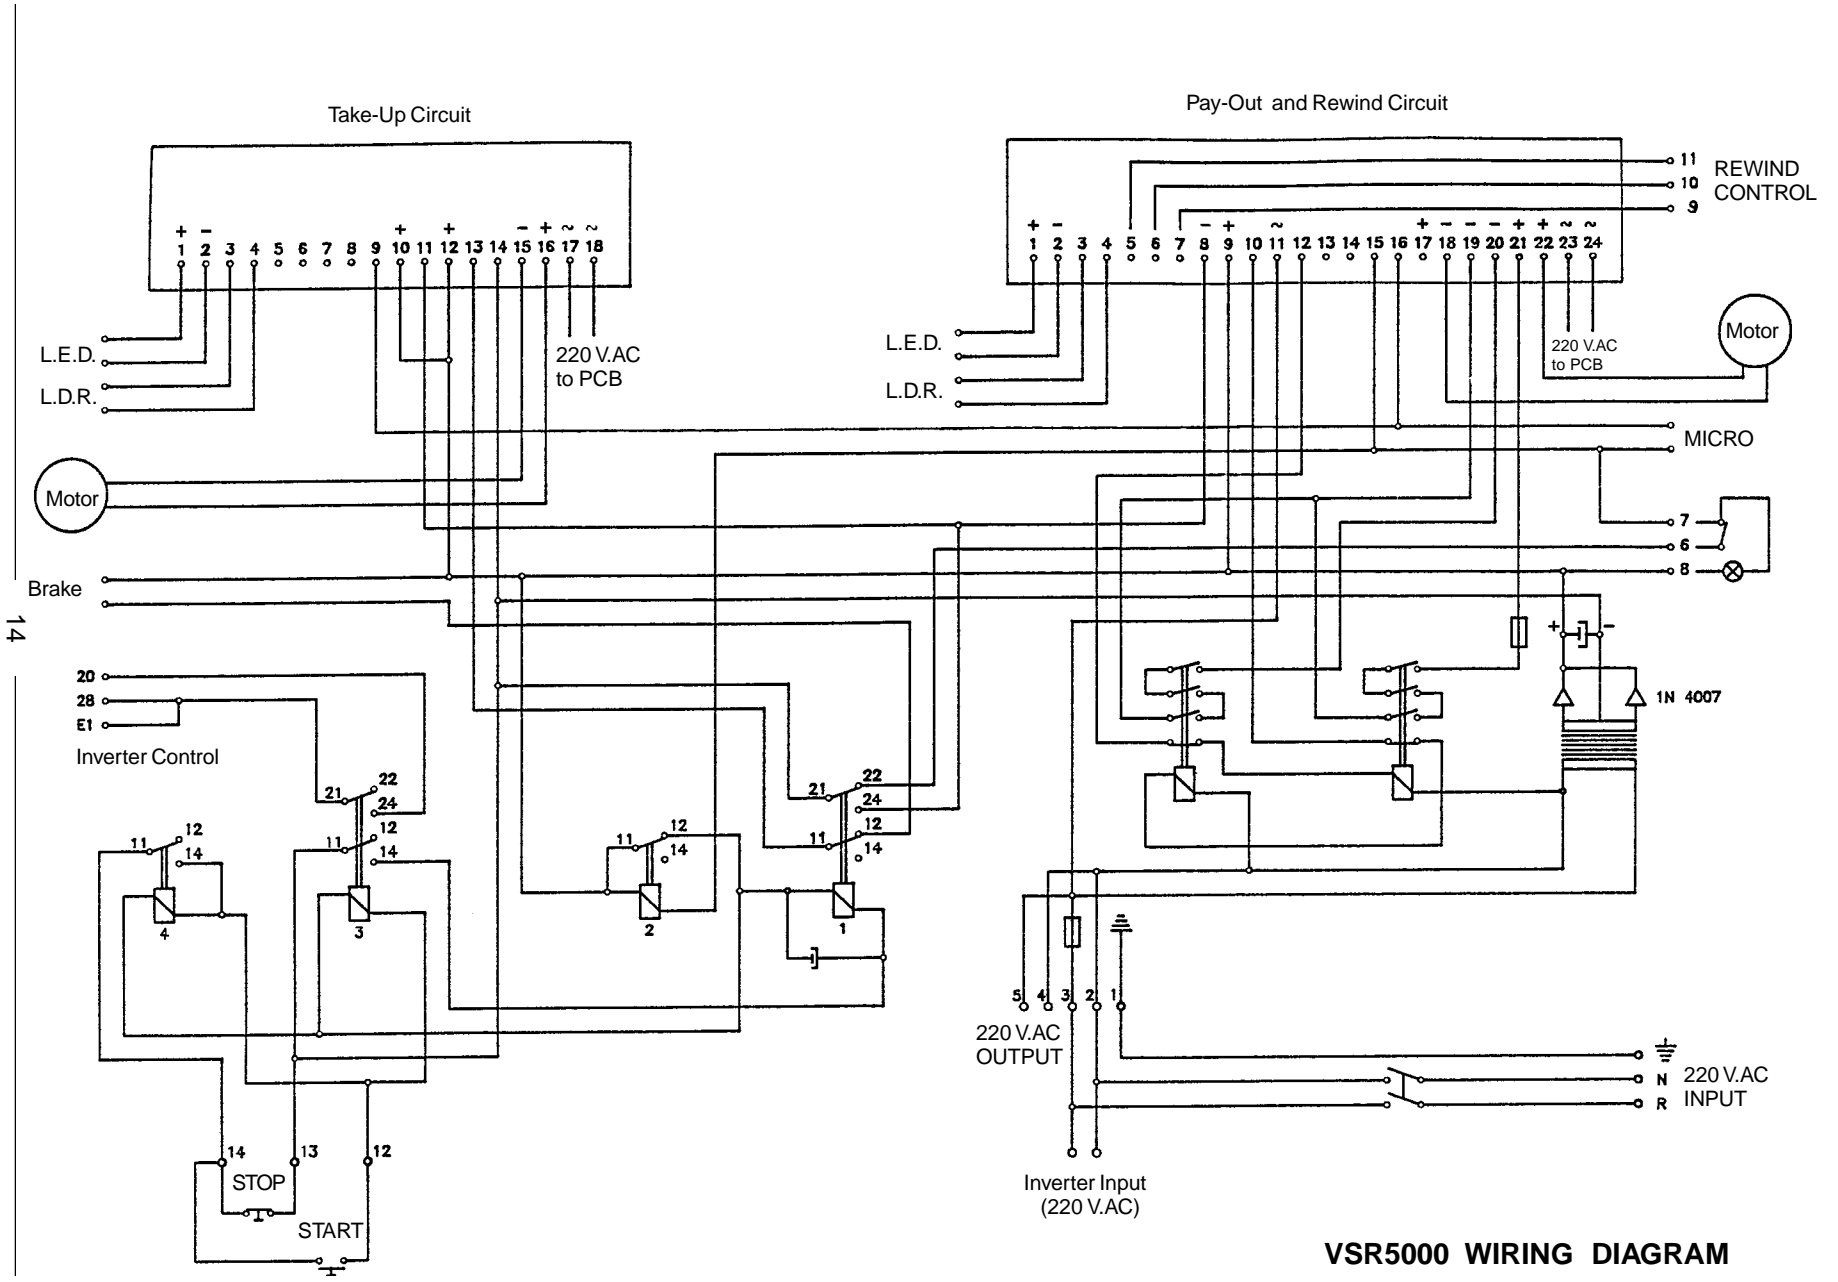 Take-Up Circuit
Pay-Out and Rewind Circuit
11 REWIND
10 CONTROL
9
+ - + + - + ~ ~
1 2 3 4 5 6 7 8 9 10 11 12 13 14 15 16 17 18
+ - - + ~ + - - - + + ~ ~
1 2 3 4 5 6 7 8 9 10 11 12 13 14 15 16 17 18 19 20 21 22 23 24
L.E.D.
L.D.R.
220 V.AC
to PCB
L.E.D.
L.D.R.
220 V.AC
to PCB
Motor
MICRO
Motor
7
6
8
Brake
14
+ -
1N 4007
20
28
E1
Inverter Control
22
21
24
12
11
14
12
11
14
4
3
12
11
14
2
22
21
24
12
11
14
1
5 4 3 2 1
220 V.AC
OUTPUT
N 220 V.AC
R INPUT
14 13 12
STOP
START
Inverter Input
(220 V.AC)
VSR5000 WIRING DIAGRAM